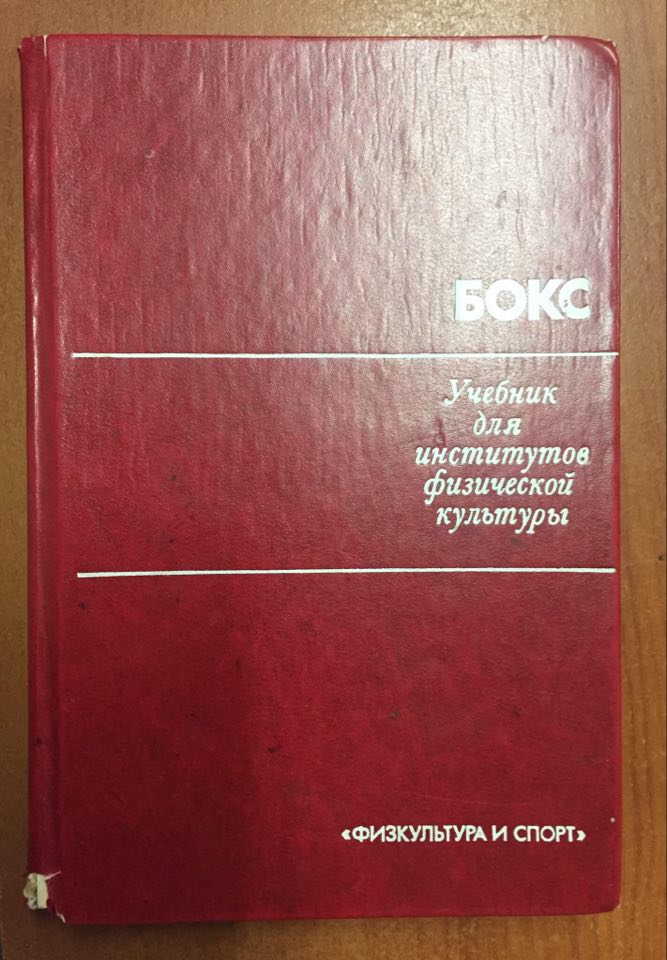 БОКС
Учебник
для
институтов
физической
культуры
«ФИЗКУЛЬТУРА И СПОРТ»